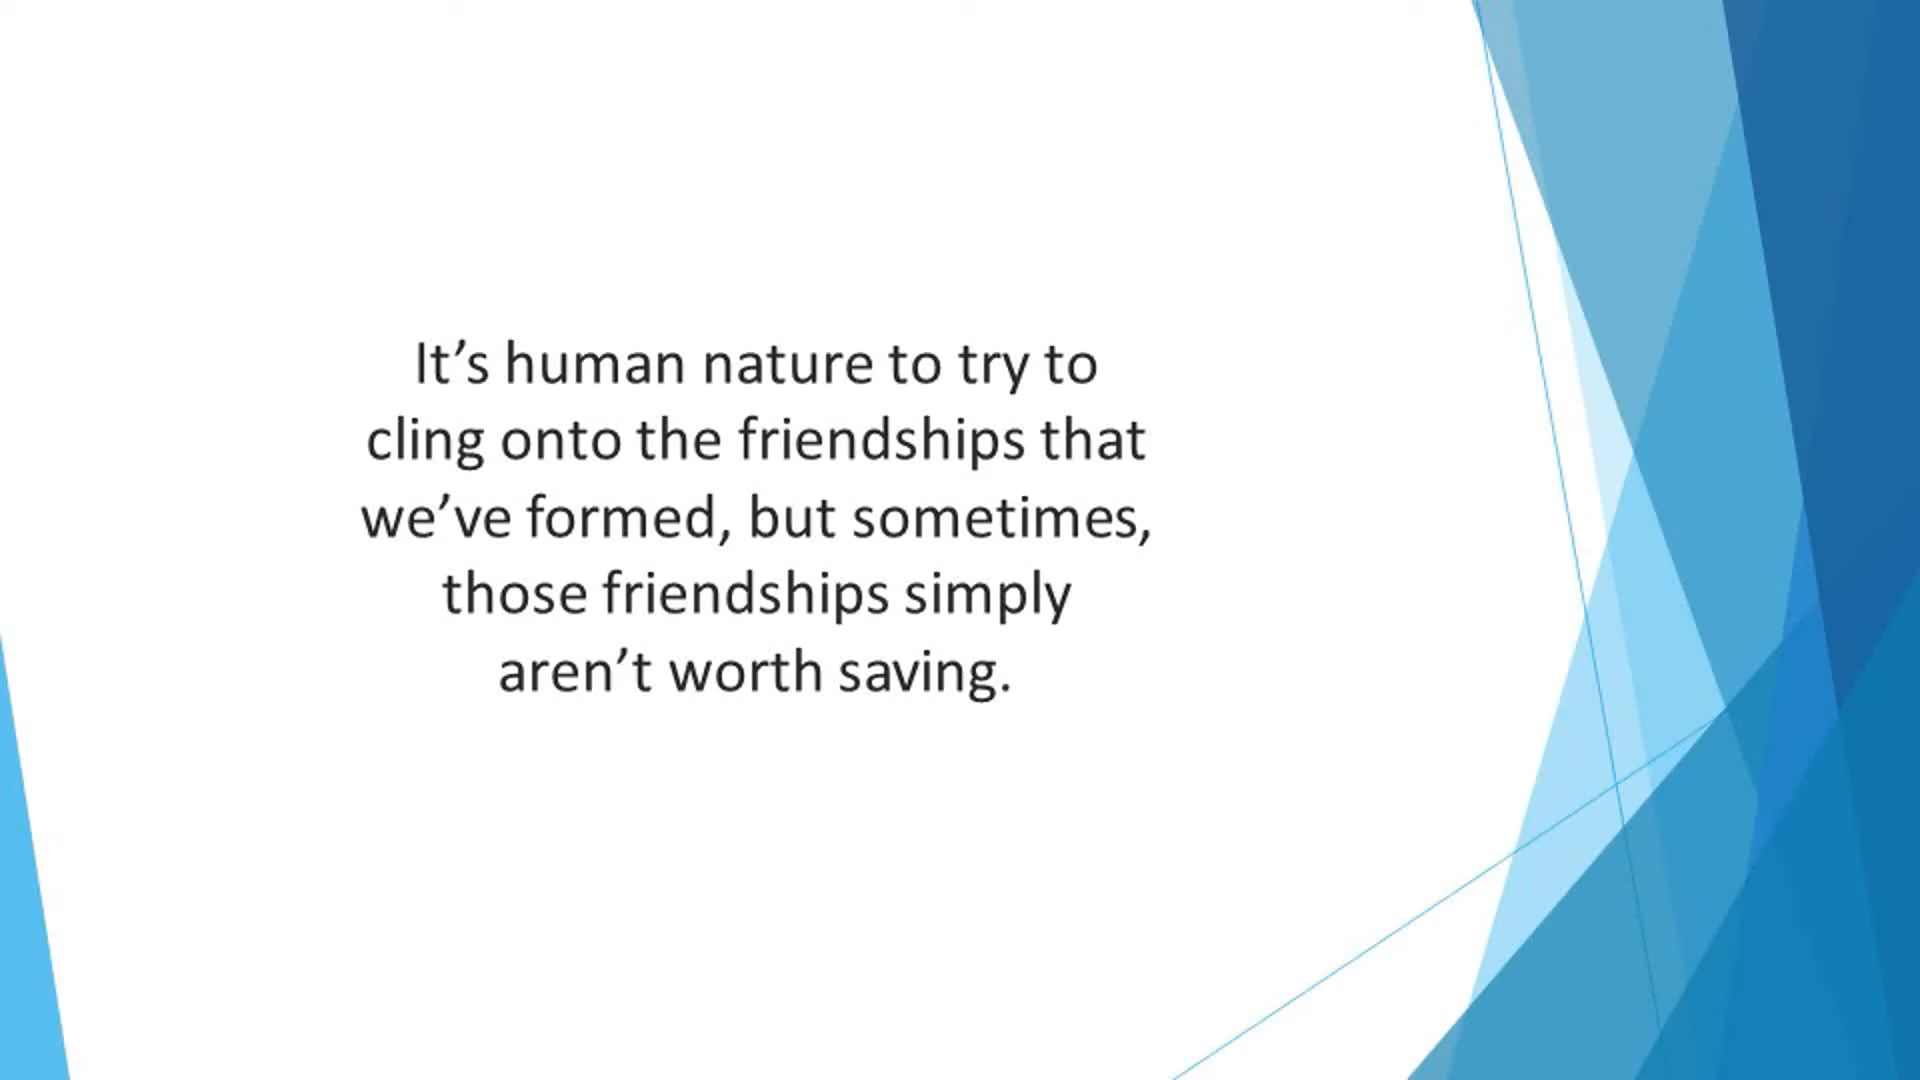 It’s human nature to try to
cling onto the friendships that
we’ve formed, but sometimes,
those friendships simply
aren’t worth saving.